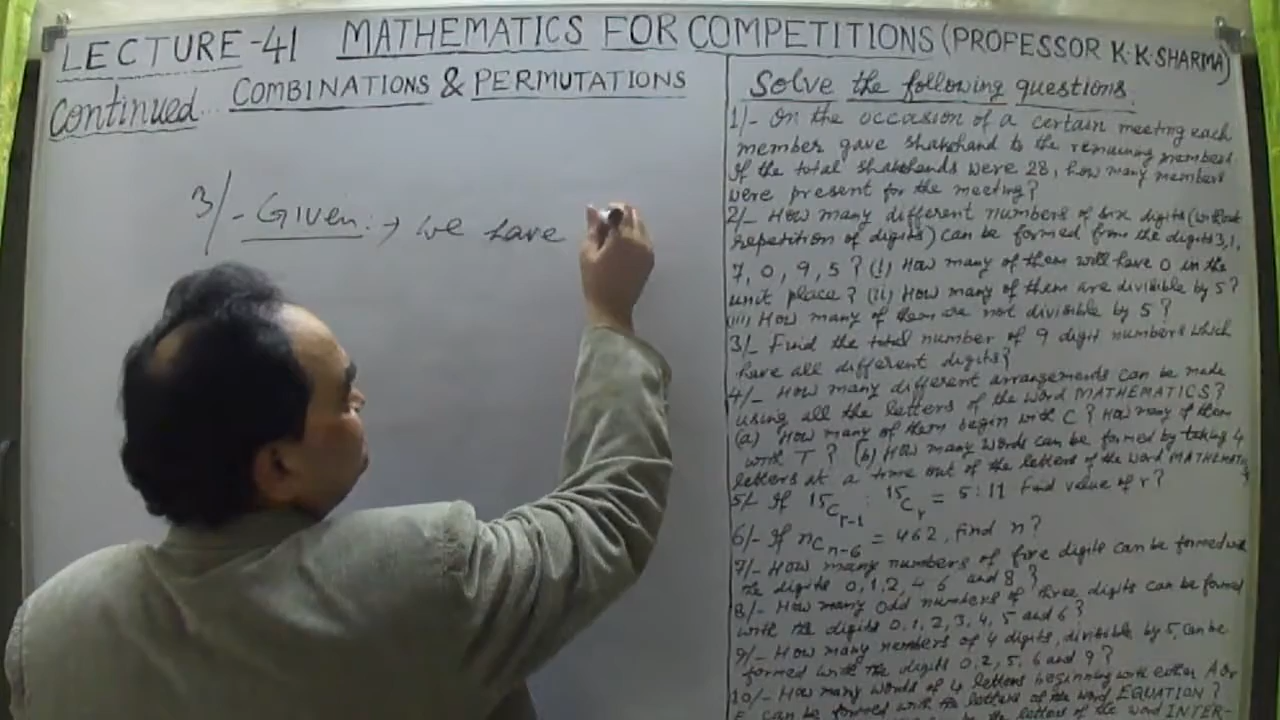 LECTURE-41 MATHEMATICS FOR COMPETITIONS (PROFESSOR K.K.SHARMA)
Continued... COMBINATIONS & PERMUTATIONS
3/- Given :→ we have
Solve the following questions.
1/- On the occasion of a certain meeting each
member gave shakehand to the remaining members
If the total shakehands were 28, how many members
were present for the meeting?
2/- How many different numbers of six digits (without
repetition of digits) can be formed from the digits 3,1,
7, 0, 9, 5 ? (i) How many of them will have 0 in the
unit place? (ii) How many of them are divisible by 5?
(iii) How many of them are not divisible by 5 ?
3/- Find the total number of 9 digit numbers which
have all different digits?
4/- How many different arrangements can be made
using all the letters of the word MATHEMATICS?
(a) How many of them begin with C ? How many of them
with T ? (b) How many words can be formed by taking 4
letters at a time out of the letters of the word MATHEMATIC
5/- If 15Cr-1 : 15Cr = 5:11 Find value of r?
6/- If nCn-6 = 462, find n?
7/- How many numbers of five digits can be formed with
the digits 0, 1, 2, 4, 6 and 8 ?
8/- How many odd numbers of three digits can be formed
with the digits 0, 1, 2, 3, 4, 5 and 6 ?
9/- How many numbers of 4 digits, divisible by 5, can be
formed with the digits 0, 2, 5, 6 and 9 ?
10/- How many words of 4 letters beginning with either A or
E can be formed with the letters of the word EQUATION ?
the letters of the word INTER-